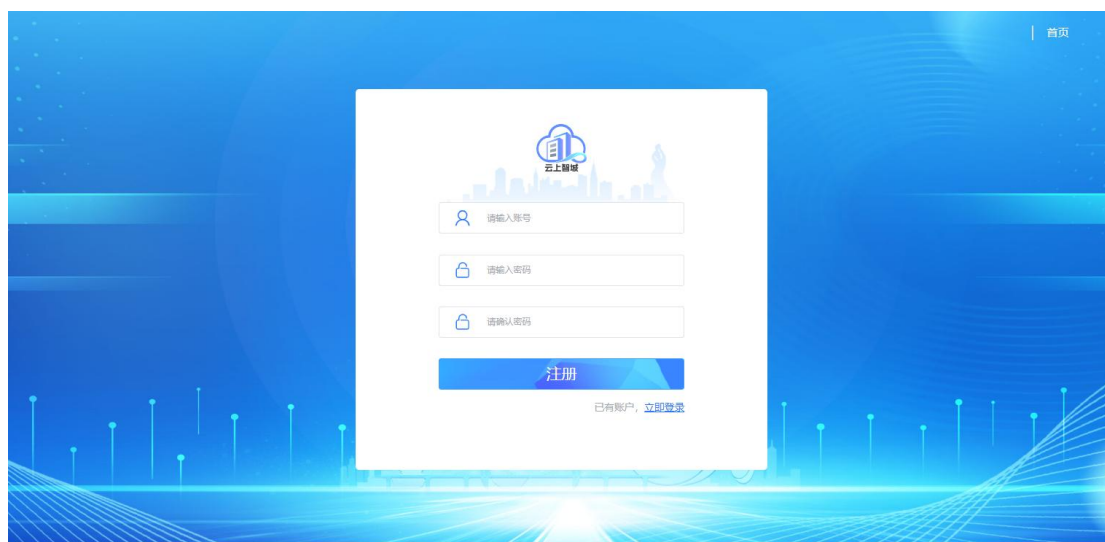 首页
云上智城
请输入账号
请输入密码
请确认密码
注册
已有账户，立即登录